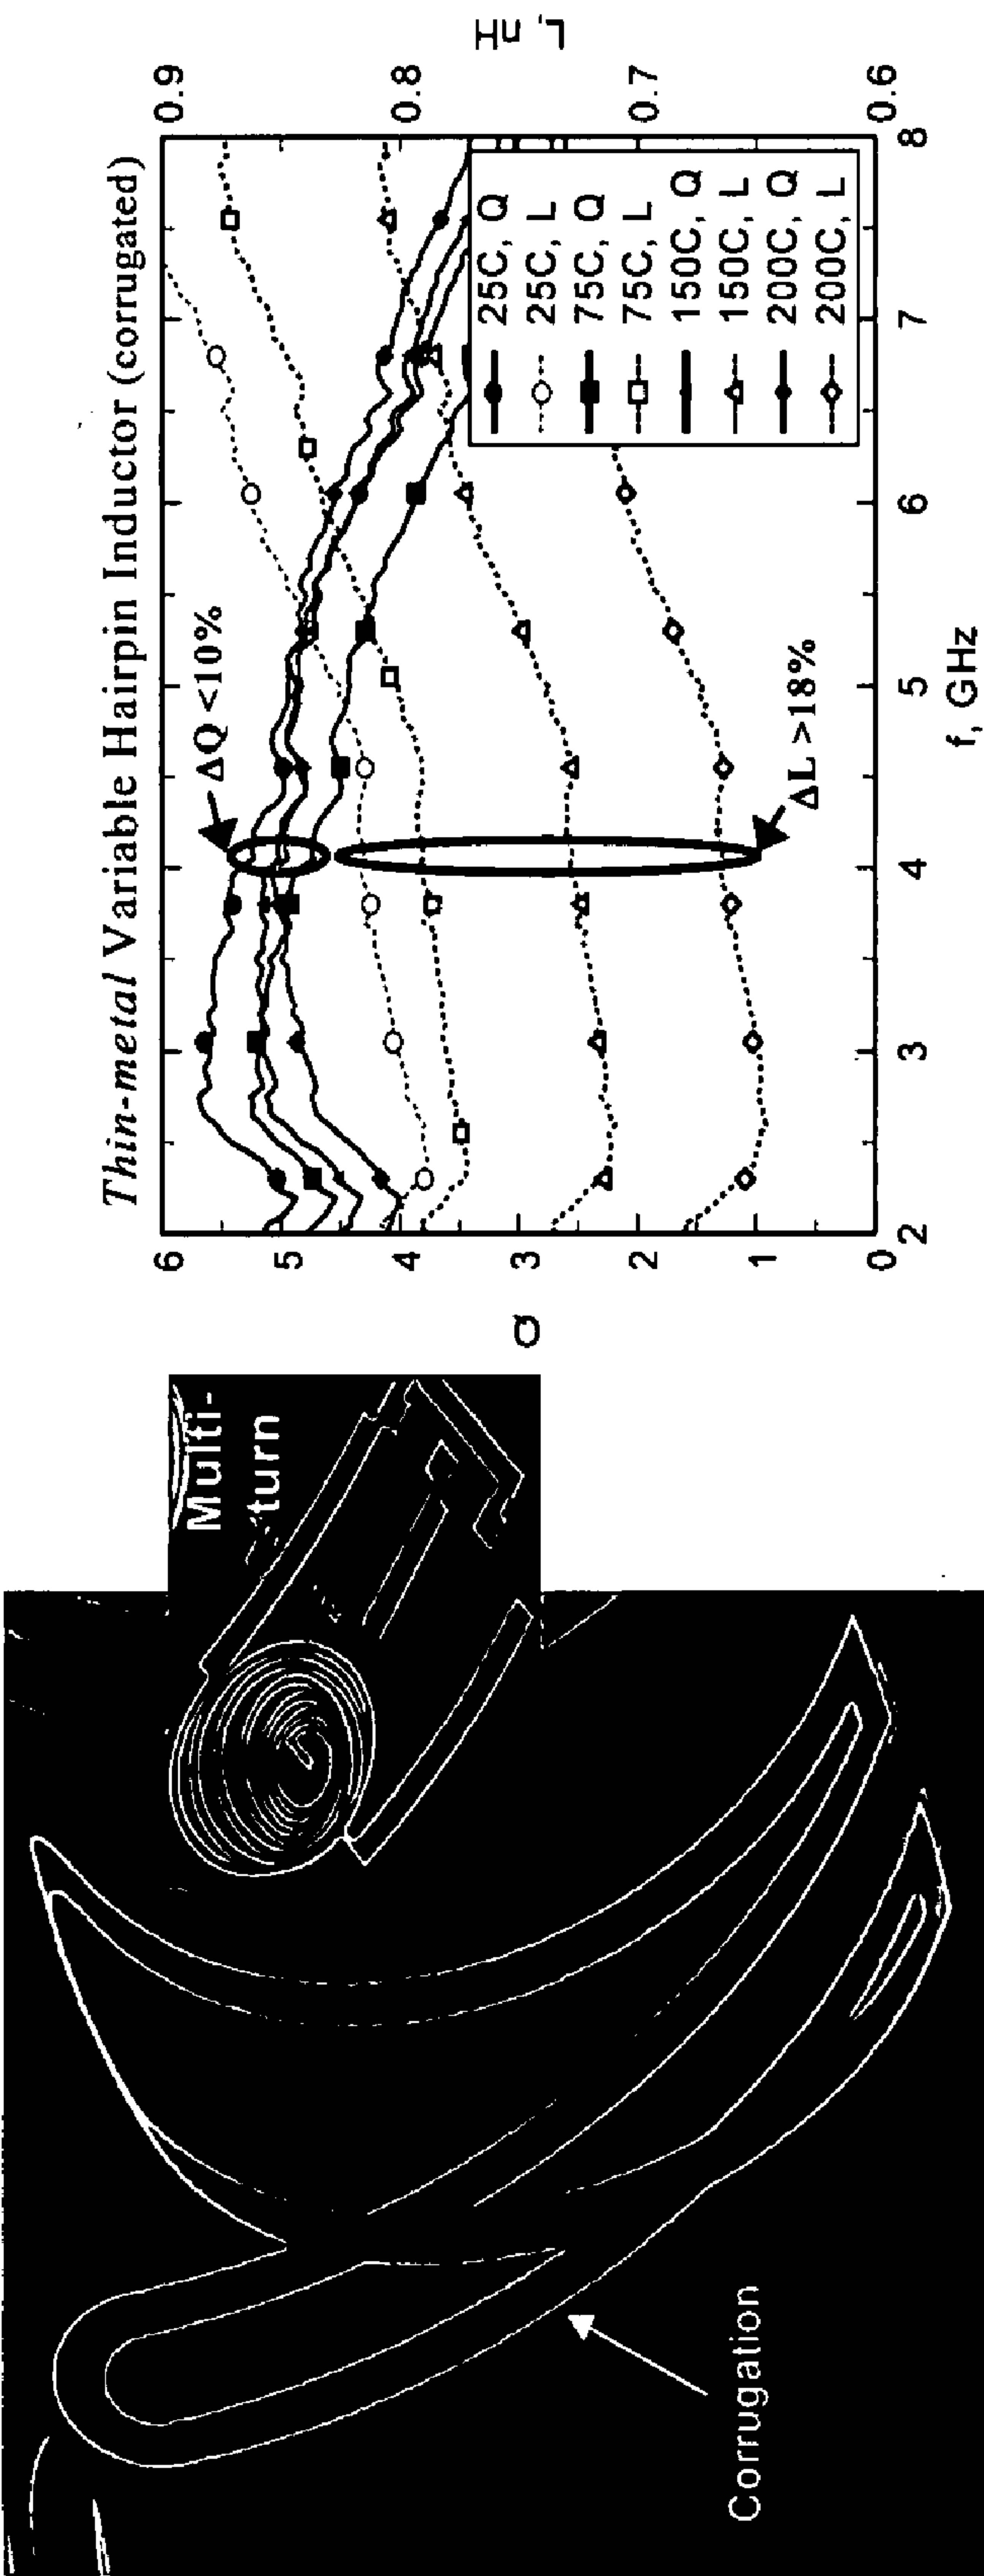 Multi-
turn
Corrugation
Thin-metal Variable Hairpin Inductor (corrugated)
ΔQ <10%
ΔL >18%
Q
6
5
4
3
2
1
0
2
3
4
5
6
7
8
f, GHz
0.9
0.8
0.7
0.6
L, nH
25C, Q
25C, L
75C, Q
75C, L
150C, Q
150C, L
200C, Q
200C, L